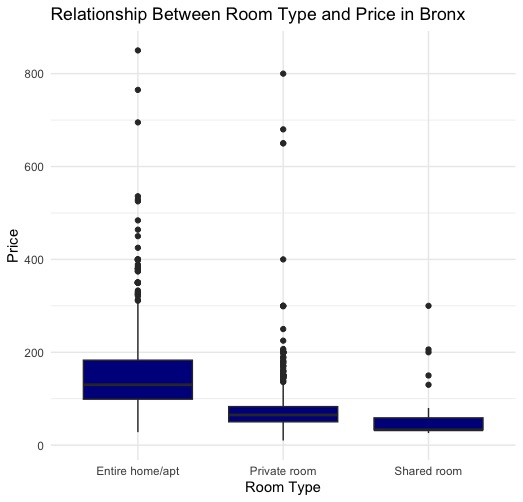 Relationship Between Room Type and Price in Bronx
800
600
400
200
0
Price
Entire home/apt
Private room
Shared room
Room Type